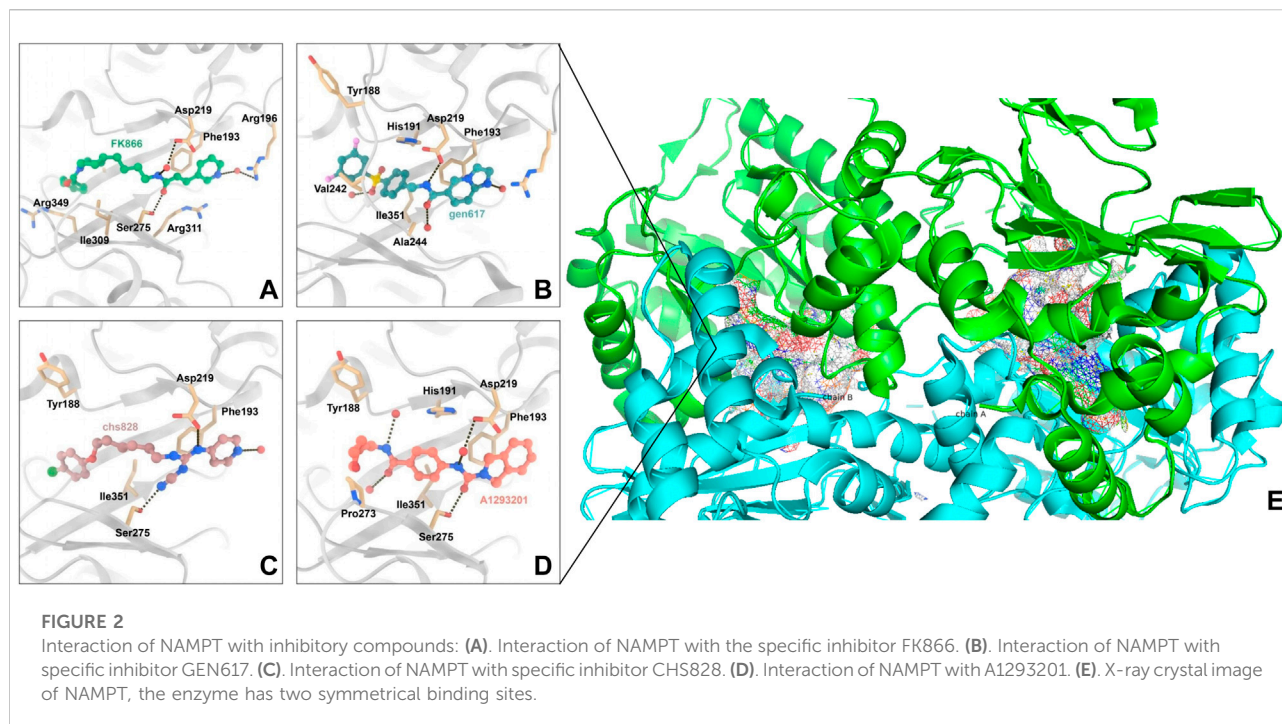 Asp219
Arg196
Phe193
FK866
Arg349
Ser275
Ile309
Arg311
A
Tyr188
Asp219
His191
Phe193
Val242
Ile351
gen617
Ala244
B
Asp219
Tyr188
Phe193
chs828
Ile351
Ser275
C
Asp219
His191
Tyr188
Phe193
A1293201
Ile351
Pro273
Ser275
D
chain B
chain A
E
FIGURE 2
Interaction of NAMPT with inhibitory compounds: (A). Interaction of NAMPT with the specific inhibitor FK866. (B). Interaction of NAMPT with
specific inhibitor GEN617. (C). Interaction of NAMPT with specific inhibitor CHS828. (D). Interaction of NAMPT with A1293201. (E). X-ray crystal image
of NAMPT, the enzyme has two symmetrical binding sites.